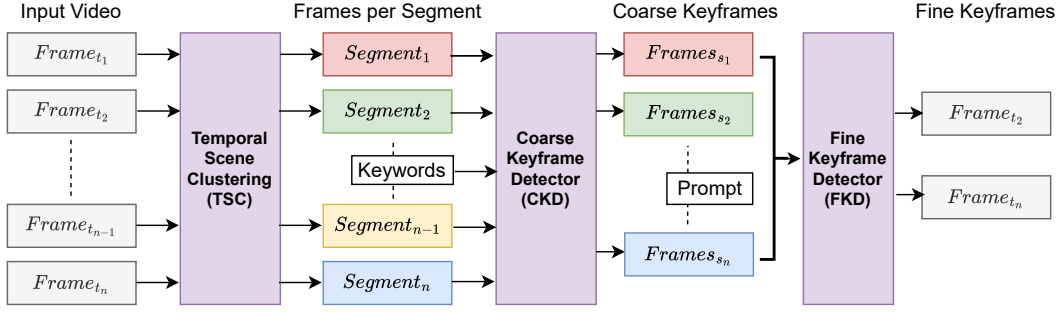 Input Video
Frames per Segment
Coarse Keyframes
Fine Keyframes
Frame_{t_1}
Frame_{t_2}
Frame_{t_{n-1}}
Frame_{t_n}
Temporal
Scene
Clustering
(TSC)
Segment_1
Segment_2
Keywords
Segment_{n-1}
Segment_n
Coarse
Keyframe
Detector
(CKD)
Frames_{s_1}
Frames_{s_2}
Prompt
Frames_{s_n}
Fine
Keyframe
Detector
(FKD)
Frame_{t_2}
Frame_{t_n}